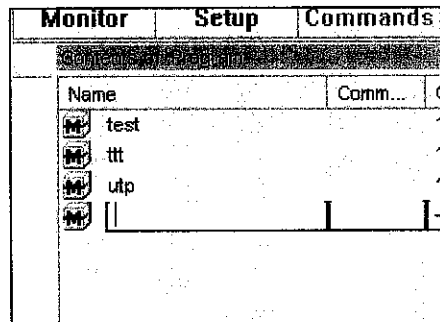 Monitor Setup Commands
Name Comm...
M test
M ttt
M utp
M